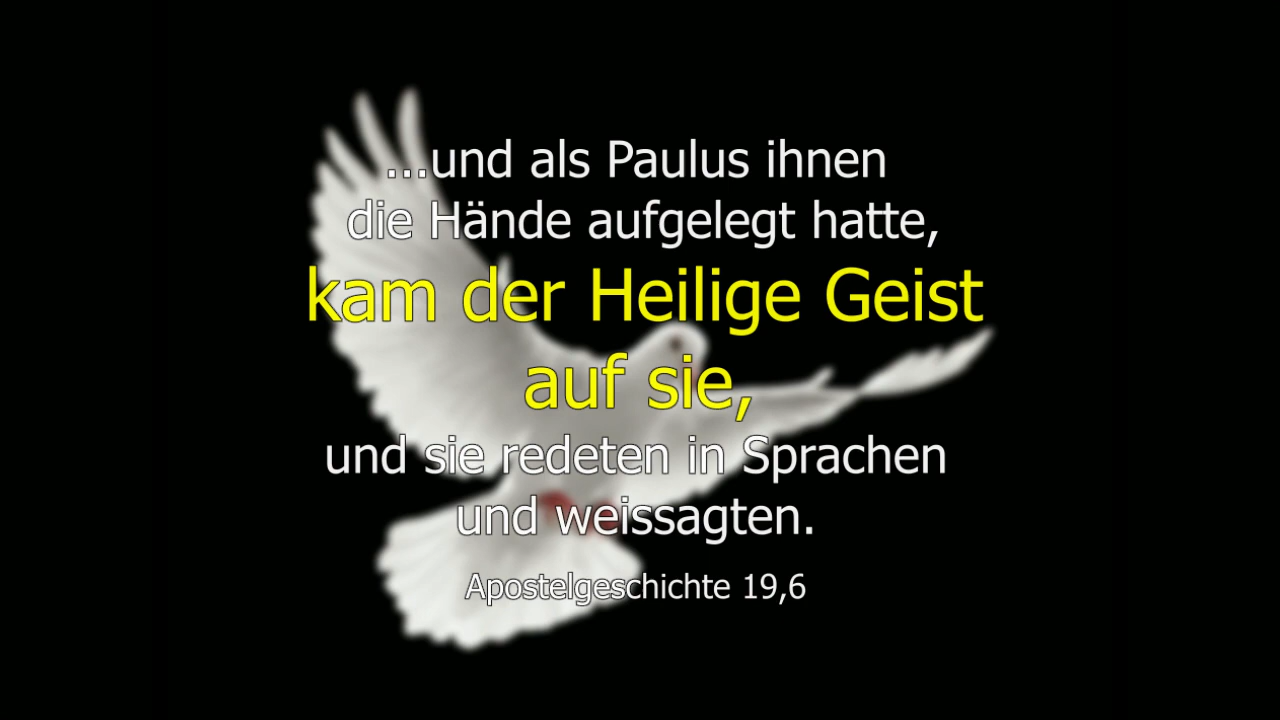 ...und als Paulus ihnen
die Hände aufgelegt hatte,
kam der Heilige Geist
auf sie,
und sie redeten in Sprachen
und weissagten.
Apostelgeschichte 19,6